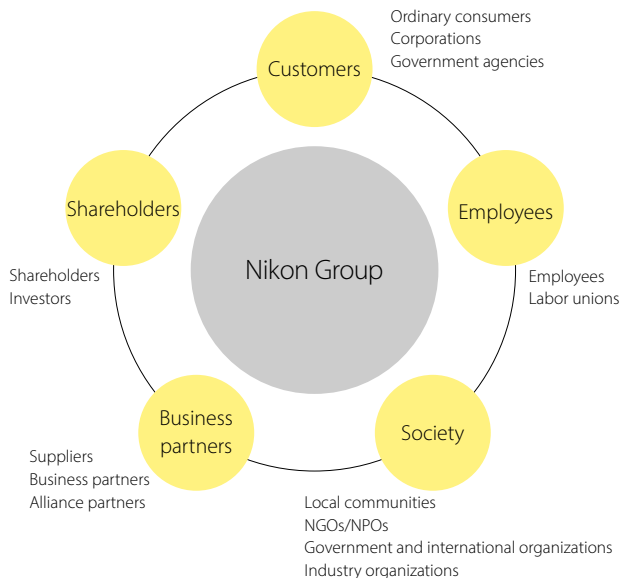 Ordinary consumers
Corporations
Government agencies
Customers
Shareholders
Employees
Nikon Group
Shareholders
Investors
Employees
Labor unions
Business
partners
Society
Suppliers
Business partners
Alliance partners
Local communities
NGOs/NPOs
Government and international organizations
Industry organizations